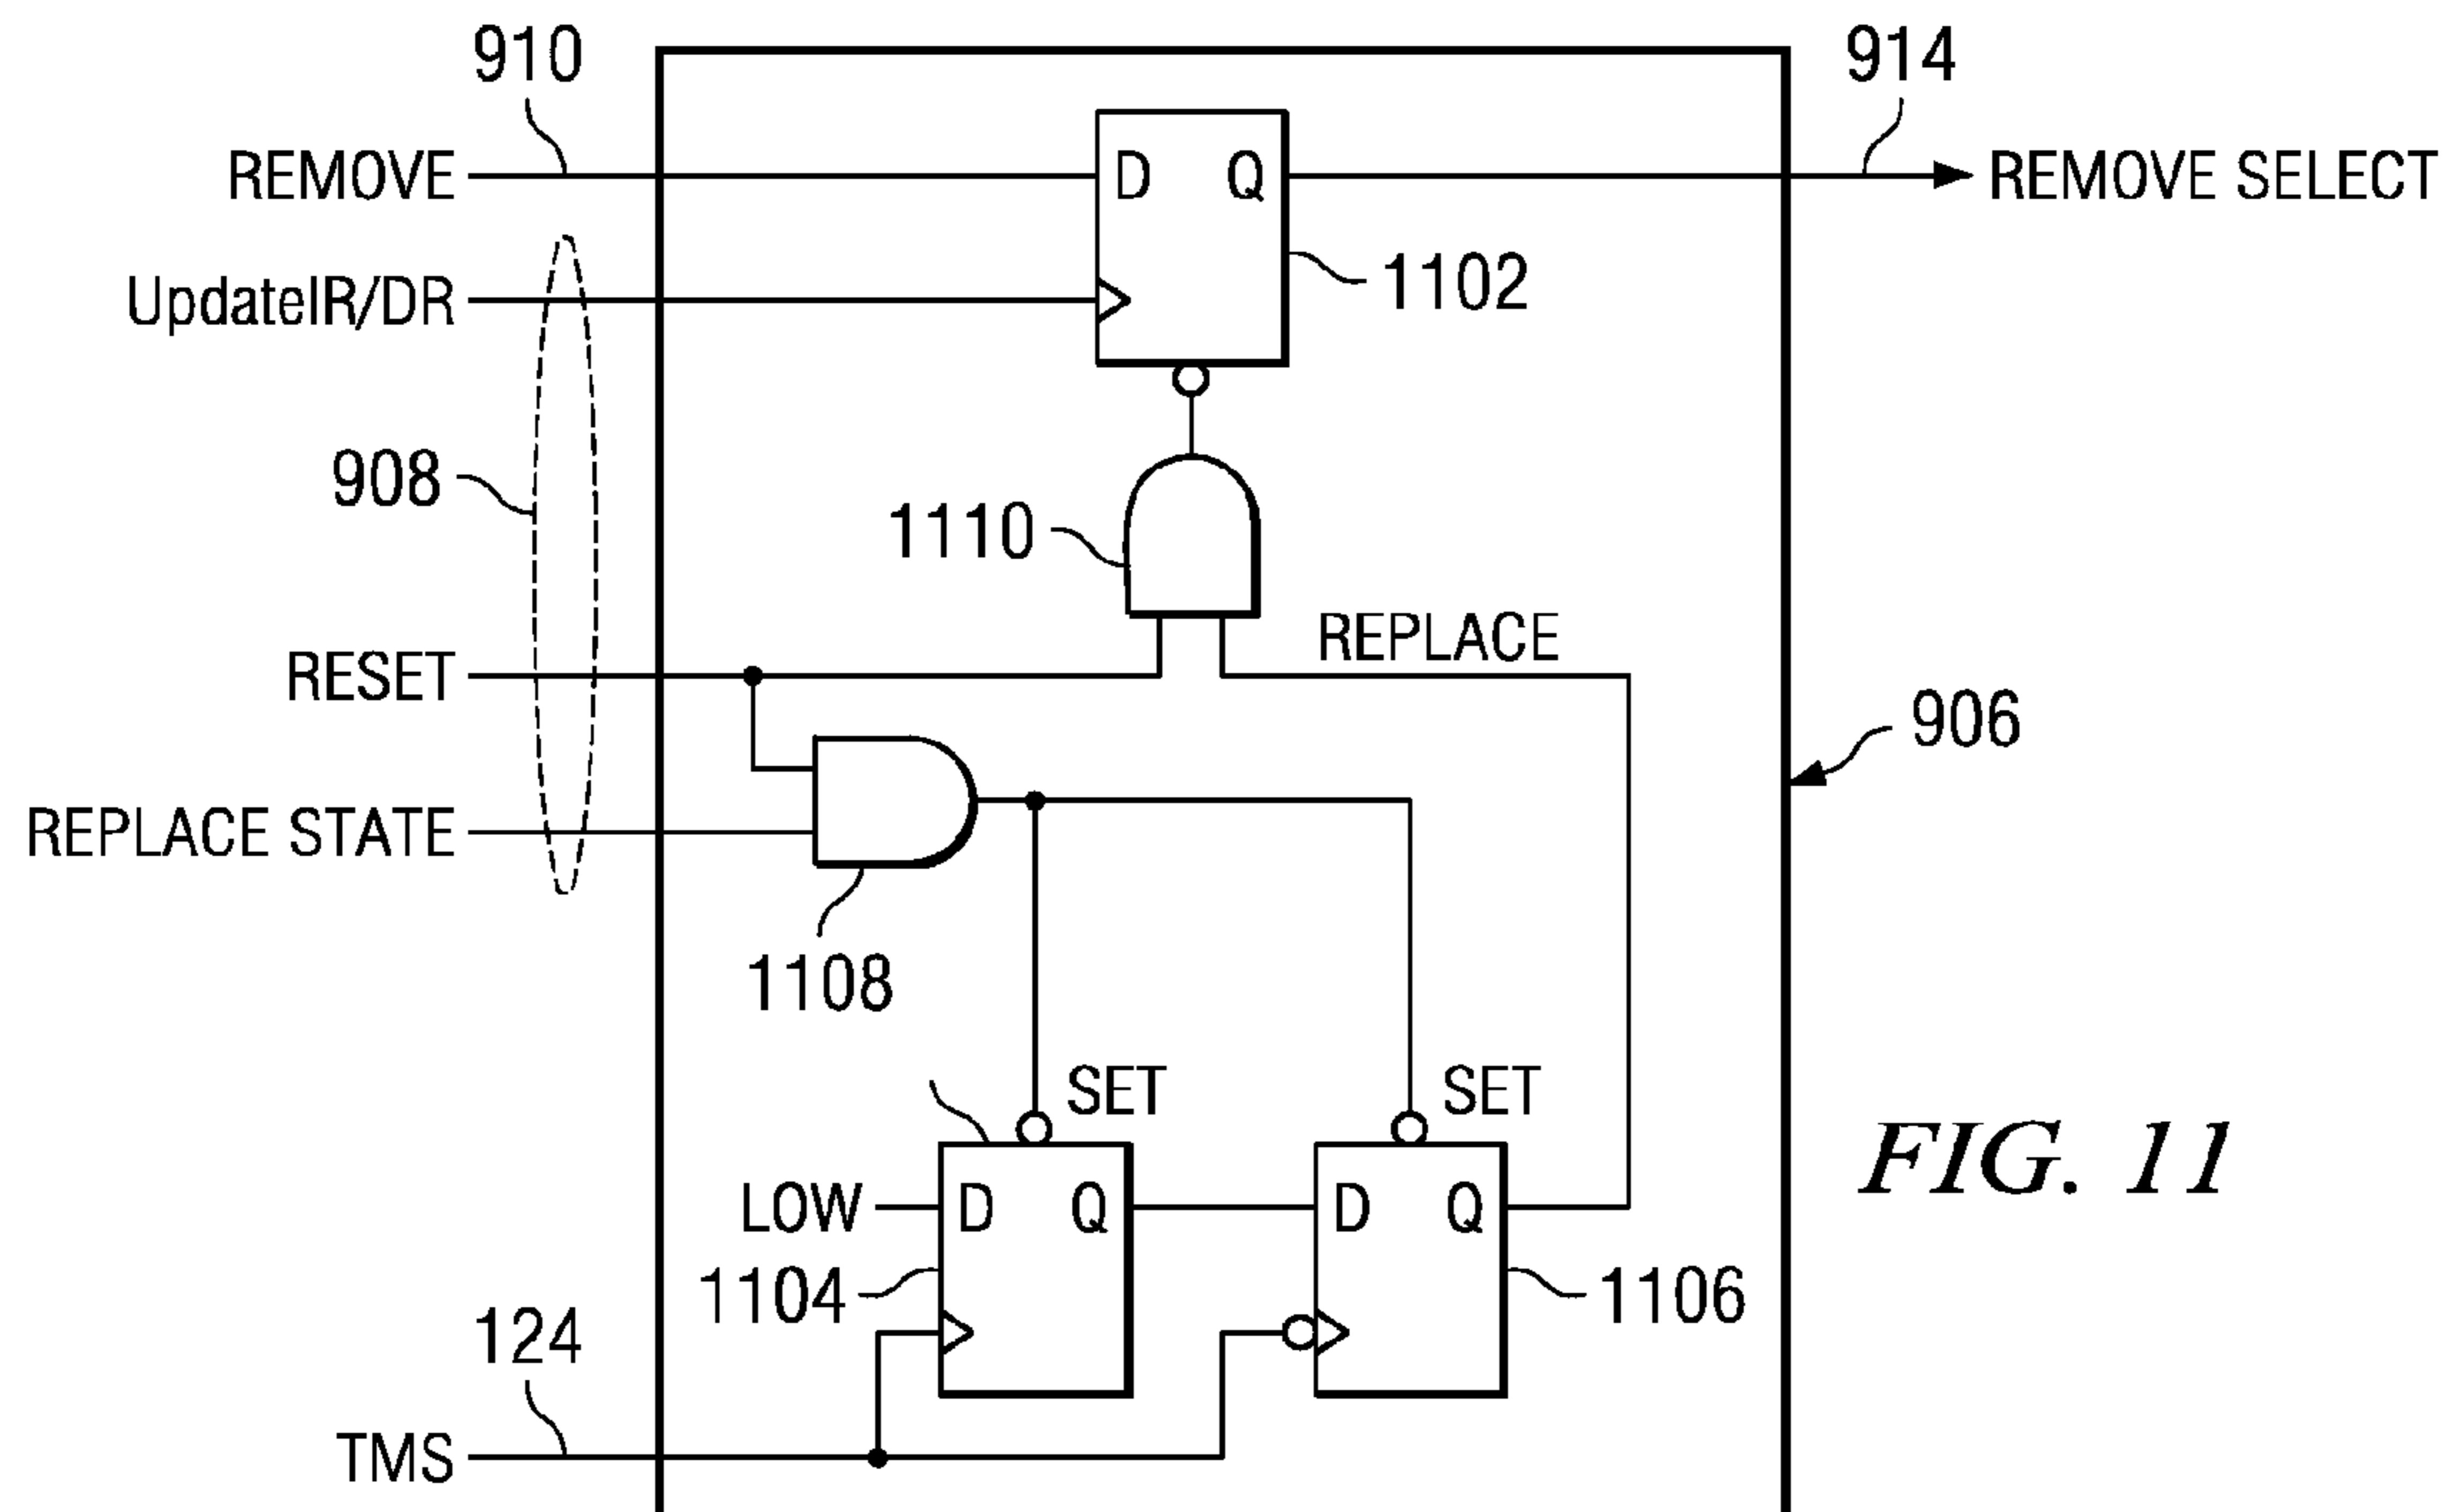 910
914
REMOVE
D
Q
REMOVE SELECT
UpdateIR/DR
1102
908
1110
REPLACE
RESET
906
REPLACE STATE
1108
SET
SET
LOW
D
Q
D
Q
1104
1106
124
TMS
FIG. 11